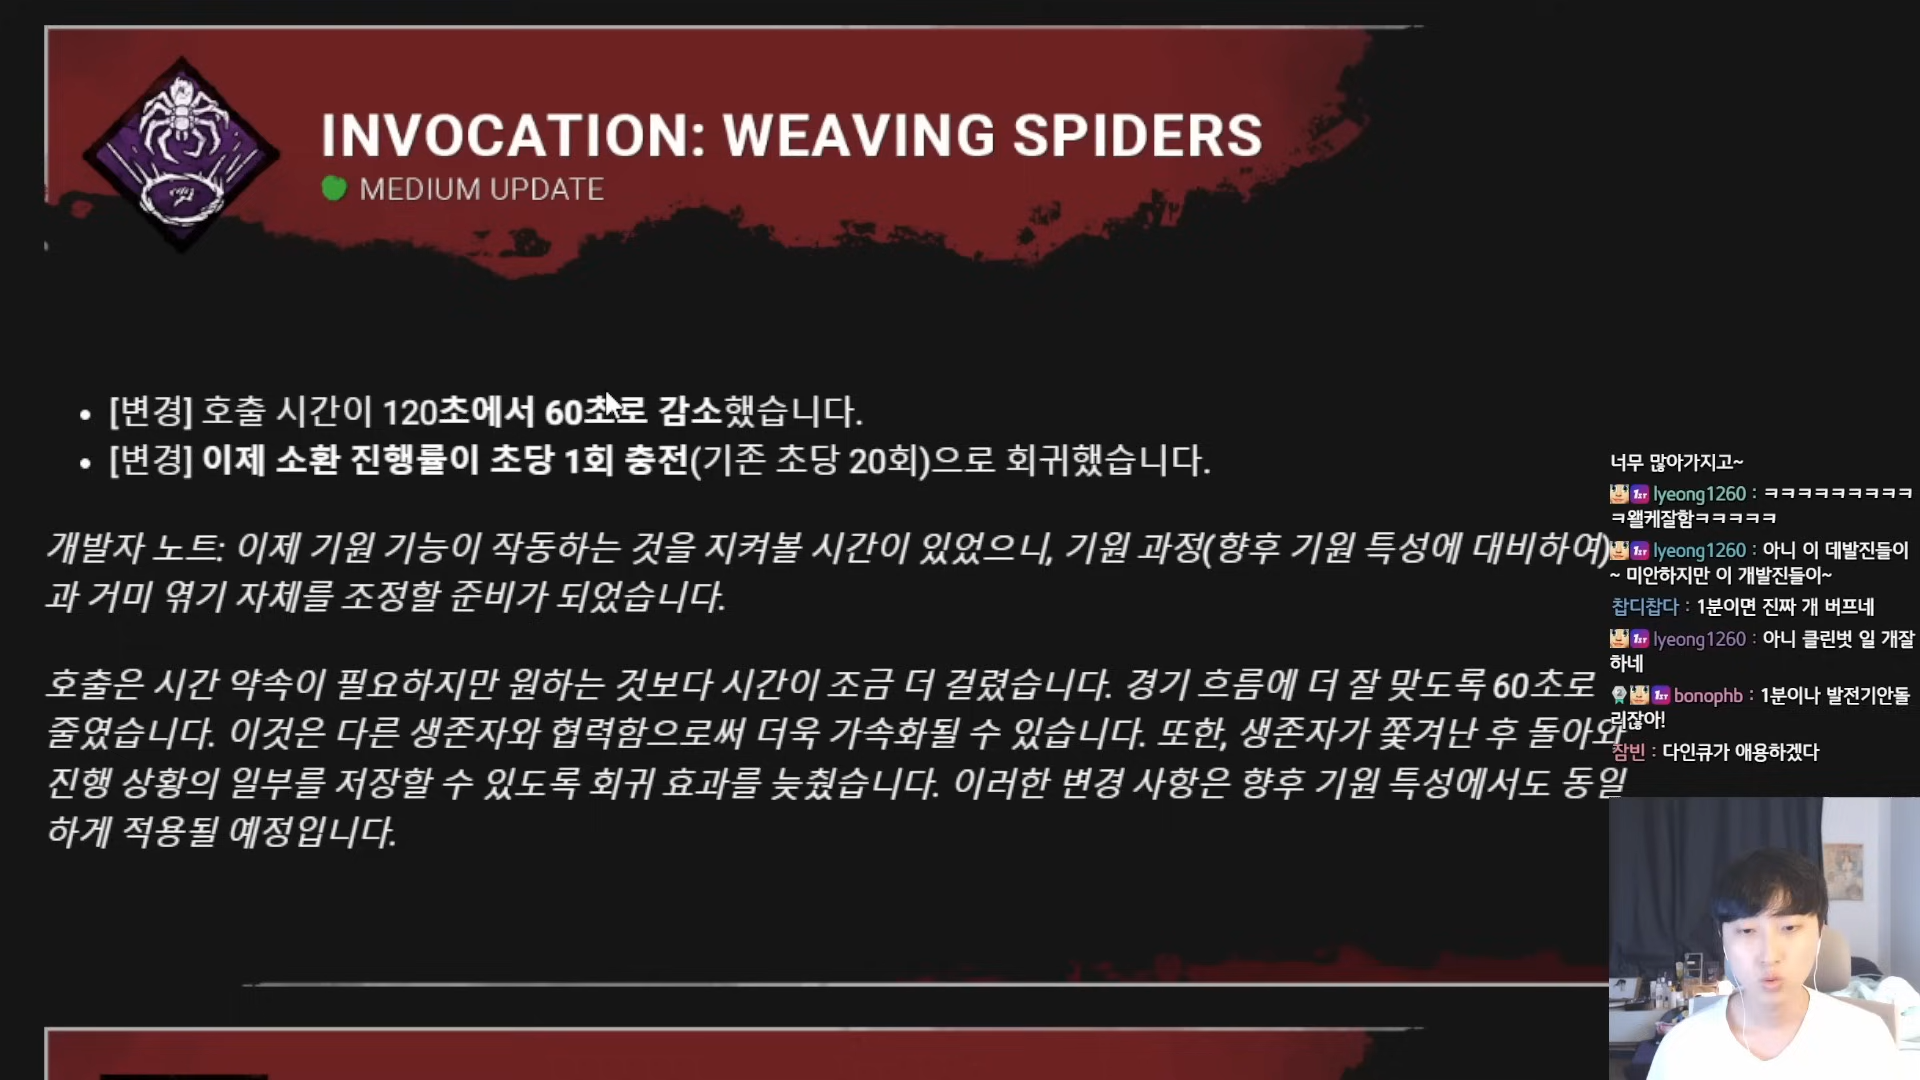 INVOCATION: WEAVING SPIDERS
MEDIUM UPDATE
• [변경] 호출 시간이 120초에서 60초로 감소했습니다.
• [변경] 이제 소환 진행률이 초당 1회 충전(기존 초당 20회)으로 회귀했습니다.
개발자 노트: 이제 기원 기능이 작동하는 것을 지켜볼 시간이 있었으니, 기원 과정(향후 기원 특성에 대비하여)
과 거미 엮기 자체를 조정할 준비가 되었습니다.
호출은 시간 약속이 필요하지만 원하는 것보다 시간이 조금 더 걸렸습니다. 경기 흐름에 더 잘 맞도록 60초로
줄였습니다. 이것은 다른 생존자와 협력함으로써 더욱 가속화될 수 있습니다. 또한, 생존자가 쫓겨난 후 돌아와
진행 상황의 일부를 저장할 수 있도록 회귀 효과를 늦췄습니다. 이러한 변경 사항은 향후 기원 특성에서도 동일
하게 적용될 예정입니다.
너무 많아가지고~
1ST lyeong1260 : ㅋㅋㅋㅋㅋㅋㅋㅋㅋ
ㅋ왤케잘함ㅋㅋㅋㅋㅋ
1ST lyeong1260 : 아니 이 데발진들이
~ 미안하지만 이 개발진들이~
찹디찹다 : 1분이면 진짜 개 버프네
1ST lyeong1260 : 아니 클린벗 일 개잘
하네
1ST bonophb : 1분이나 발전기안돌
리잖아!
참빈 : 다인큐가 애용하겠다